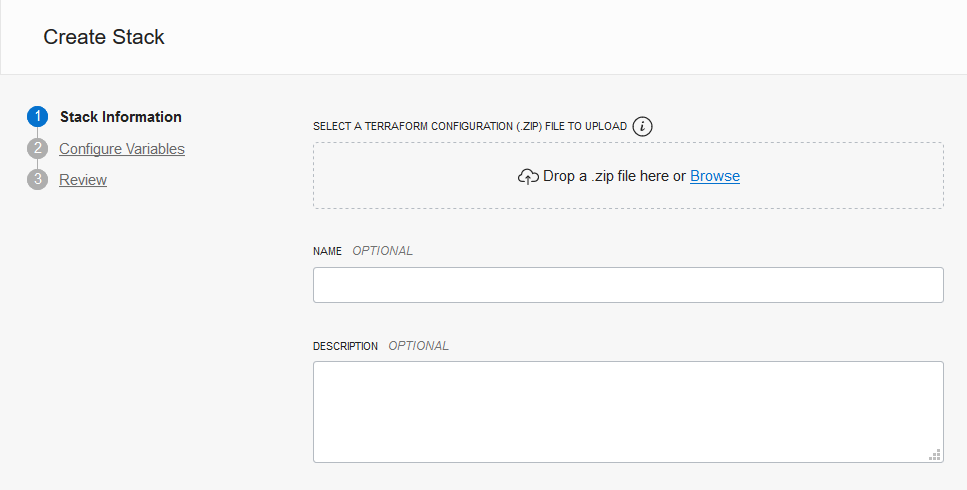 Create Stack
1 Stack Information
2 Configure Variables
3 Review
SELECT A TERRAFORM CONFIGURATION (.ZIP) FILE TO UPLOAD i
Drop a .zip file here or Browse
NAME OPTIONAL
DESCRIPTION OPTIONAL